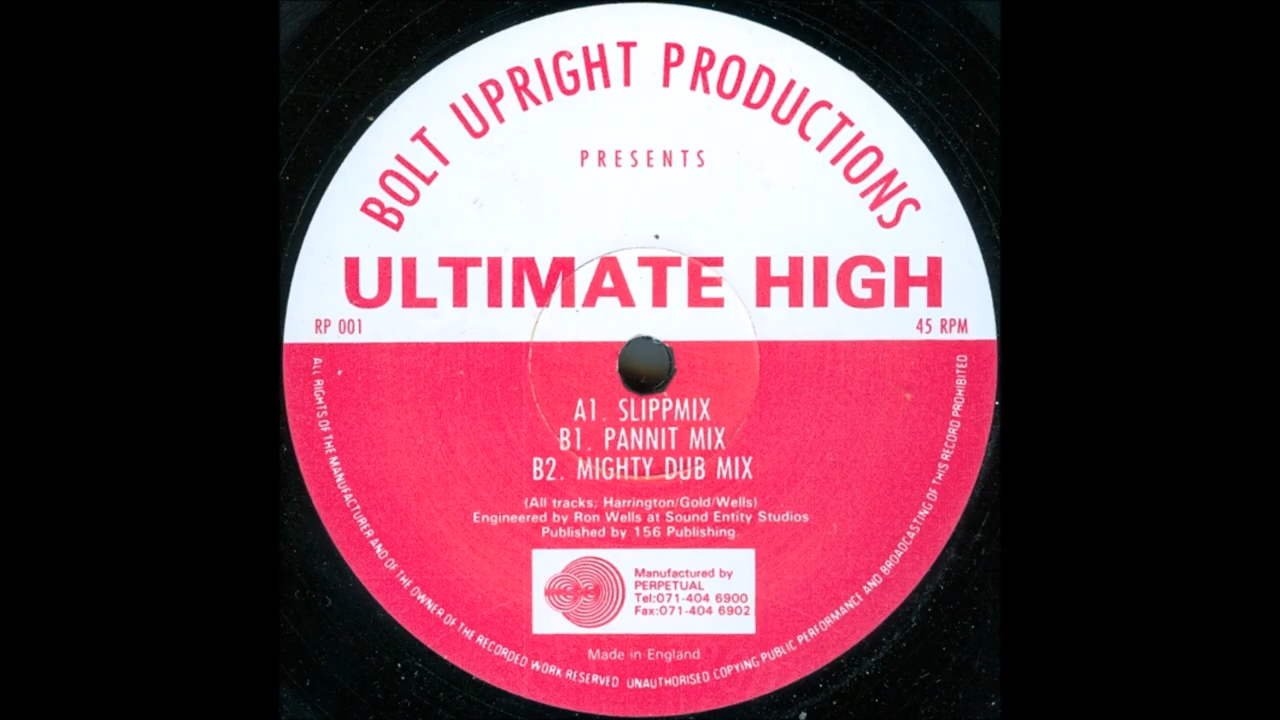 BOLT UPRIGHT PRODUCTIONS
PRESENTS
ULTIMATE HIGH
RP 001
45 RPM
A1. SLIPPMIX
B1. PANNIT MIX
B2. MIGHTY DUB MIX
(All tracks: Harrington/Gold/Wells)
Engineered by Ron Wells at Sound Entity Studios
Published by 156 Publishing
Manufactured by
PERPETUAL
Tel:071-404 6900
Fax:071-404 6902
Made in England
ALL RIGHTS OF THE MANUFACTURER AND OF THE OWNER OF THE RECORDED WORK RESERVED UNAUTHORISED COPYING PUBLIC PERFORMANCE AND BROADCASTING OF THIS RECORD PROHIBITED